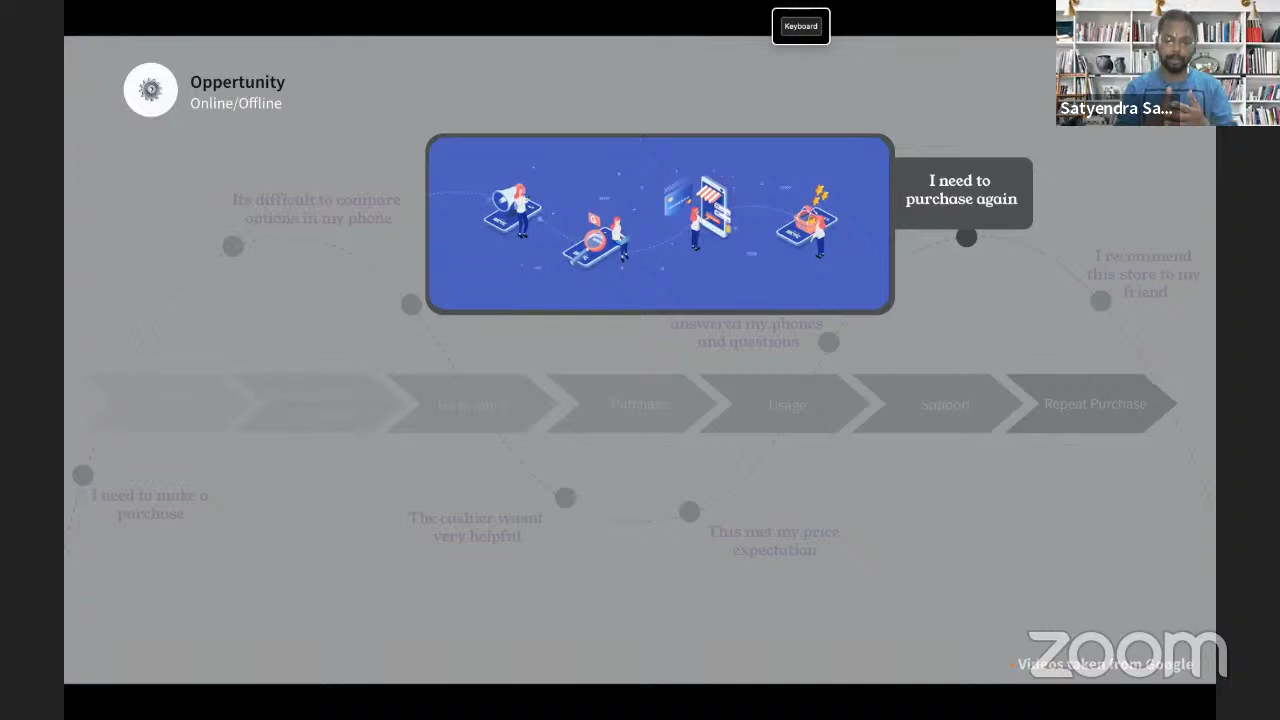 Keyboard
Satyendra Sa...
Oppertunity
Online/Offline
I need to
purchase again
Its difficult to compare
options in my phone
I recommend
this store to my
friend
answered my phones
and questions
Purchase
Usage
Support
Repeat Purchase
I need to make a
purchase
The cashier wasnt
very helpful
This met my price
expectation
zoom
Videos taken from Google